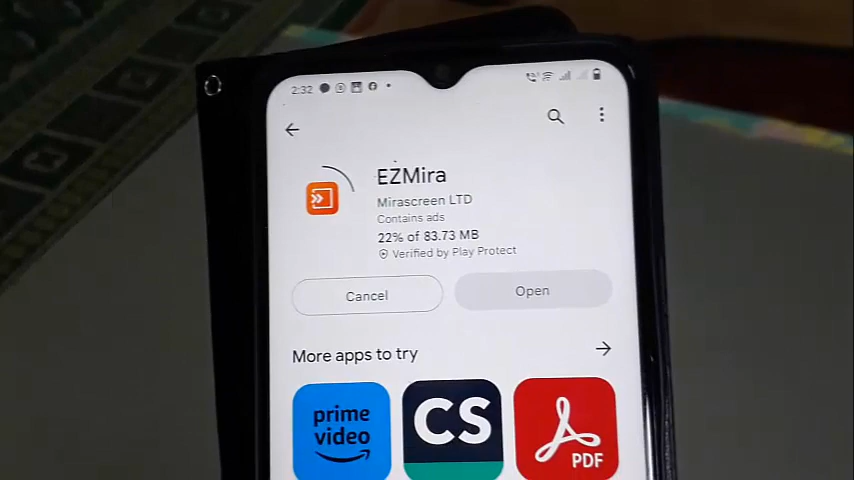 2:32
EZMira
Mirascreen LTD
Contains ads
22% of 83.73 MB
Verified by Play Protect
Cancel
Open
More apps to try
prime video
CS
PDF